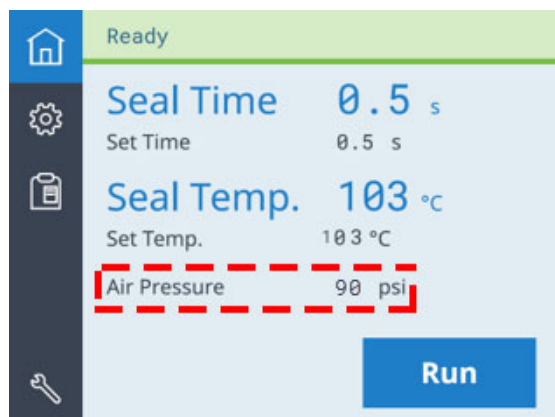 Ready
Seal Time 0.5 s
Set Time 0.5 s
Seal Temp. 103 °C
Set Temp. 103 °C
Air Pressure 90 psi
Run